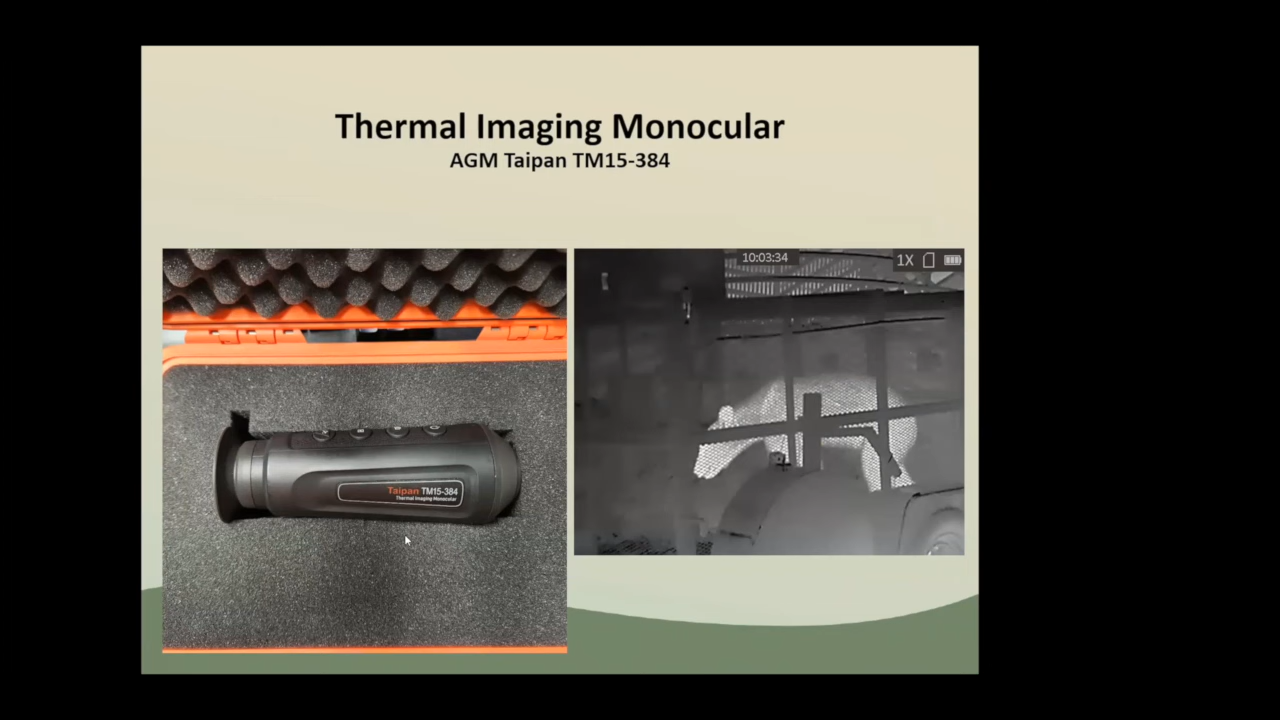 Thermal Imaging Monocular
AGM Taipan TM15-384
10:03:34
1X
Taipan TM15-384
Thermal Imaging Monocular